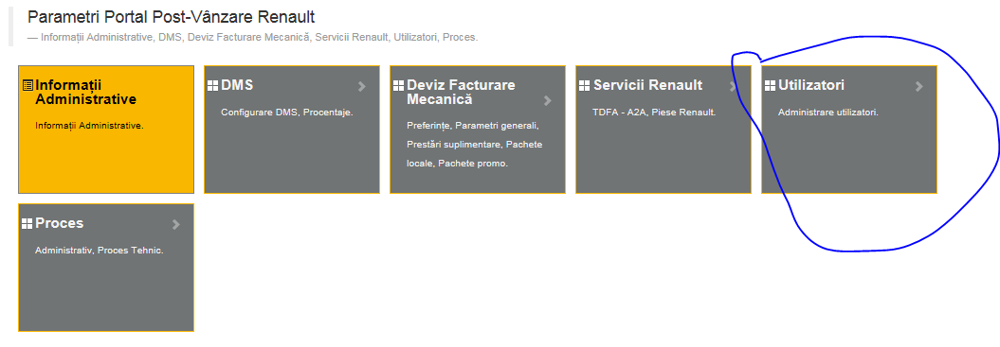 Parametri Portal Post-Vânzare Renault
— Informații Administrative, DMS, Deviz Facturare Mecanică, Servicii Renault, Utilizatori, Proces.
Informații
Administrative
Informații Administrative.
DMS
Configurare DMS, Procentaje.
Deviz Facturare
Mecanică
Preferințe, Parametri generali,
Prestări suplimentare, Pachete
locale, Pachete promo.
Servicii Renault
TDFA - A2A, Piese Renault.
Utilizatori
Administrare utilizatori.
Proces
Administrativ, Proces Tehnic.